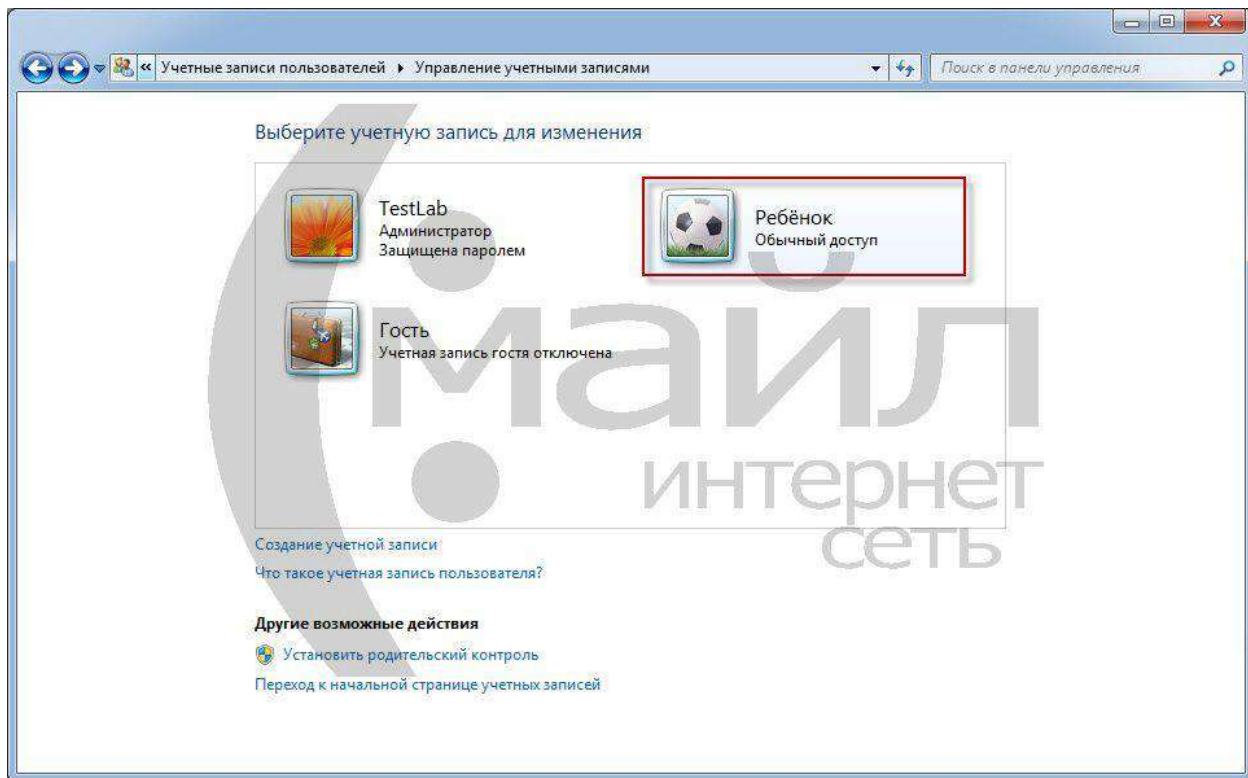 « Учетные записи пользователей ▸ Управление учетными записями
Поиск в панели управления
Выберите учетную запись для изменения
TestLab
Администратор
Защищена паролем
Ребёнок
Обычный доступ
Гость
Учетная запись гостя отключена
майл
интернет
сеть
Создание учетной записи
Что такое учетная запись пользователя?
Другие возможные действия
Установить родительский контроль
Переход к начальной странице учетных записей